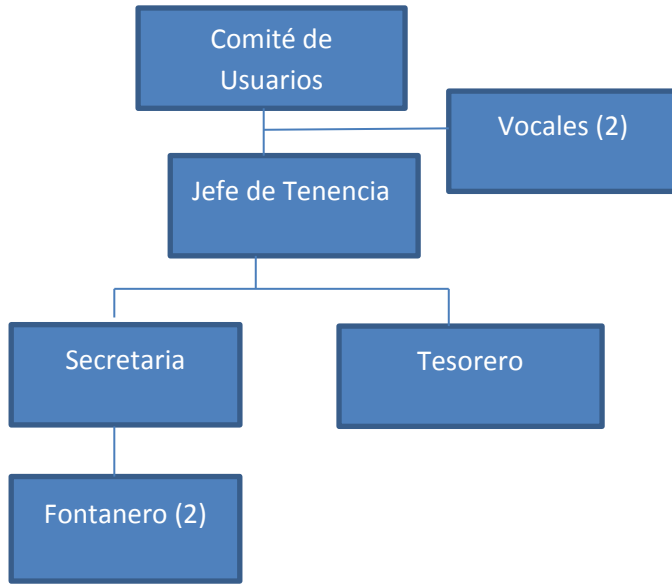 Comité de
Usuarios
Vocales (2)
Jefe de Tenencia
Secretaria
Tesorero
Fontanero (2)